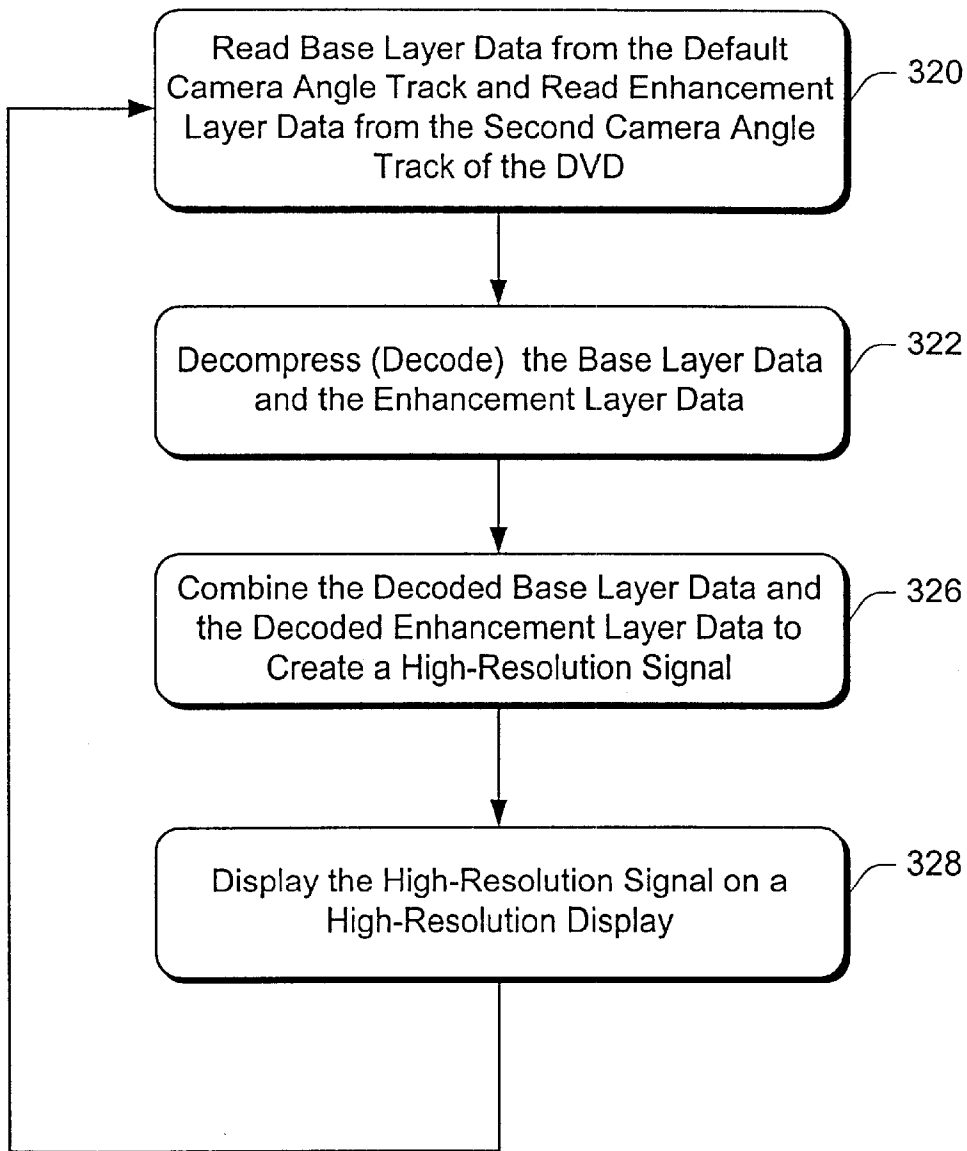 Read Base Layer Data from the Default
Camera Angle Track and Read Enhancement
Layer Data from the Second Camera Angle
Track of the DVD
320
Decompress (Decode) the Base Layer Data
and the Enhancement Layer Data
322
Combine the Decoded Base Layer Data and
the Decoded Enhancement Layer Data to
Create a High-Resolution Signal
326
Display the High-Resolution Signal on a
High-Resolution Display
328